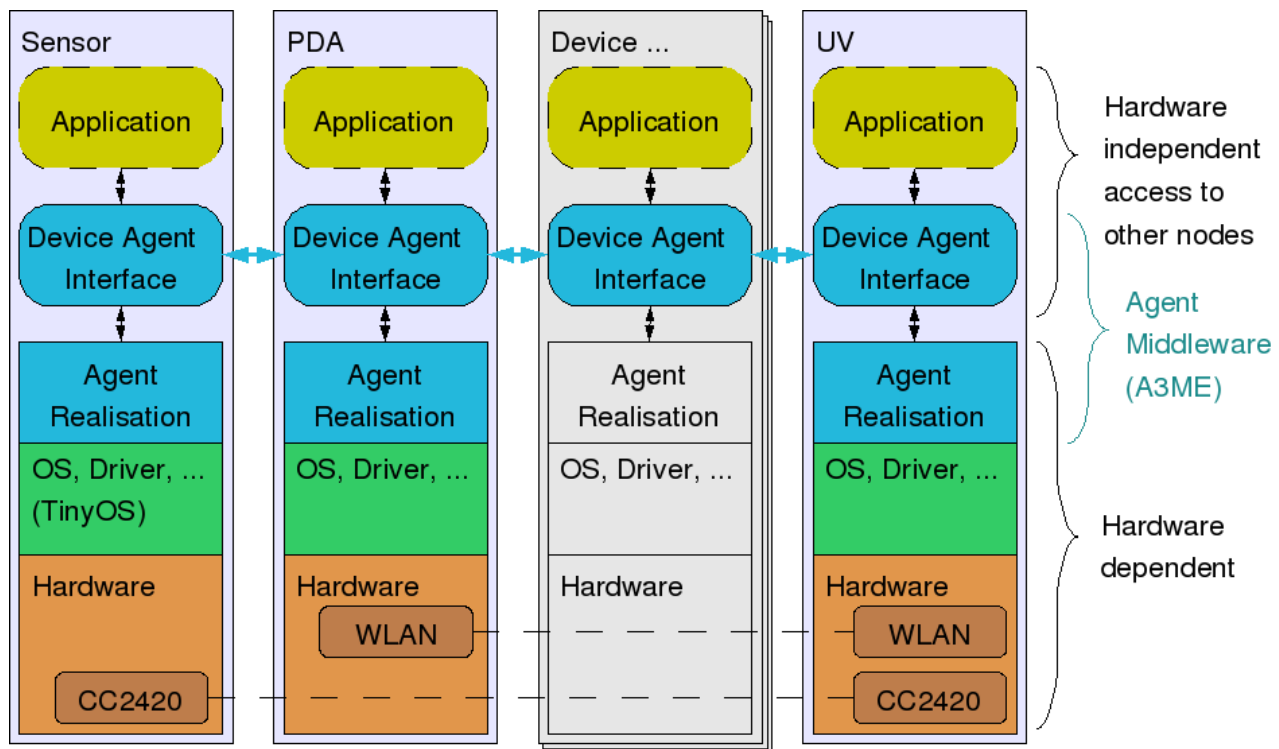 Sensor
Application
Device Agent
Interface
Agent
Realisation
OS, Driver, ...
(TinyOS)
Hardware
CC2420
PDA
Application
Device Agent
Interface
Agent
Realisation
OS, Driver, ...
Hardware
WLAN
Device ...
Application
Device Agent
Interface
Agent
Realisation
OS, Driver, ...
Hardware
UV
Application
Device Agent
Interface
Agent
Realisation
OS, Driver, ...
Hardware
WLAN
CC2420
Hardware
independent
access to
other nodes
Agent
Middleware
(A3ME)
Hardware
dependent